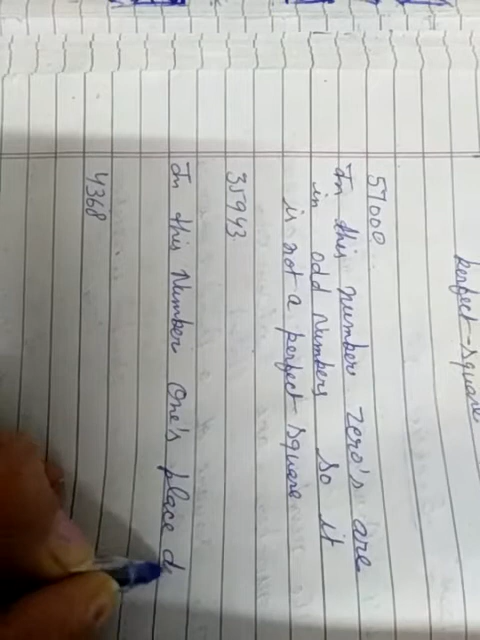 perfect-square
57000
In this number zero's are
in odd Numbers so it
is not a perfect square
35943
In this Number One's place d
4368